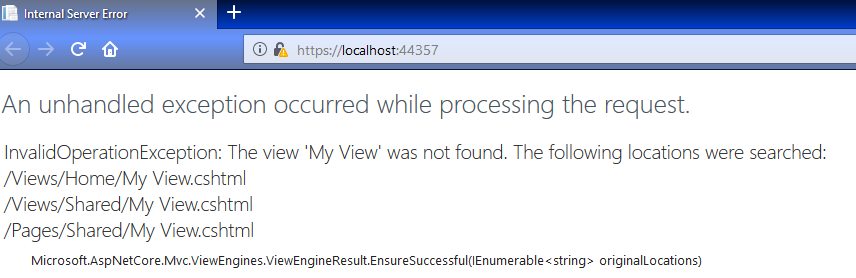 Internal Server Error
https://localhost:44357
An unhandled exception occurred while processing the request.
InvalidOperationException: The view 'My View' was not found. The following locations were searched:
/Views/Home/My View.cshtml
/Views/Shared/My View.cshtml
/Pages/Shared/My View.cshtml
Microsoft.AspNetCore.Mvc.ViewEngines.ViewEngineResult.EnsureSuccessful(IEnumerable<string> originalLocations)